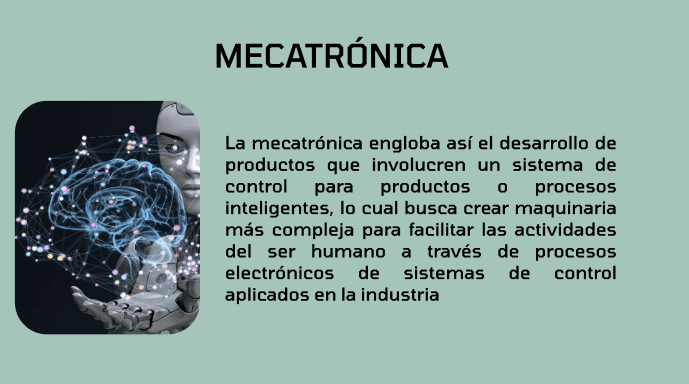 MECATRÓNICA
La mecatrónica engloba así el desarrollo de
productos que involucren un sistema de
control para productos o procesos
inteligentes, lo cual busca crear maquinaria
más compleja para facilitar las actividades
del ser humano a través de procesos
electrónicos de sistemas de control
aplicados en la industria